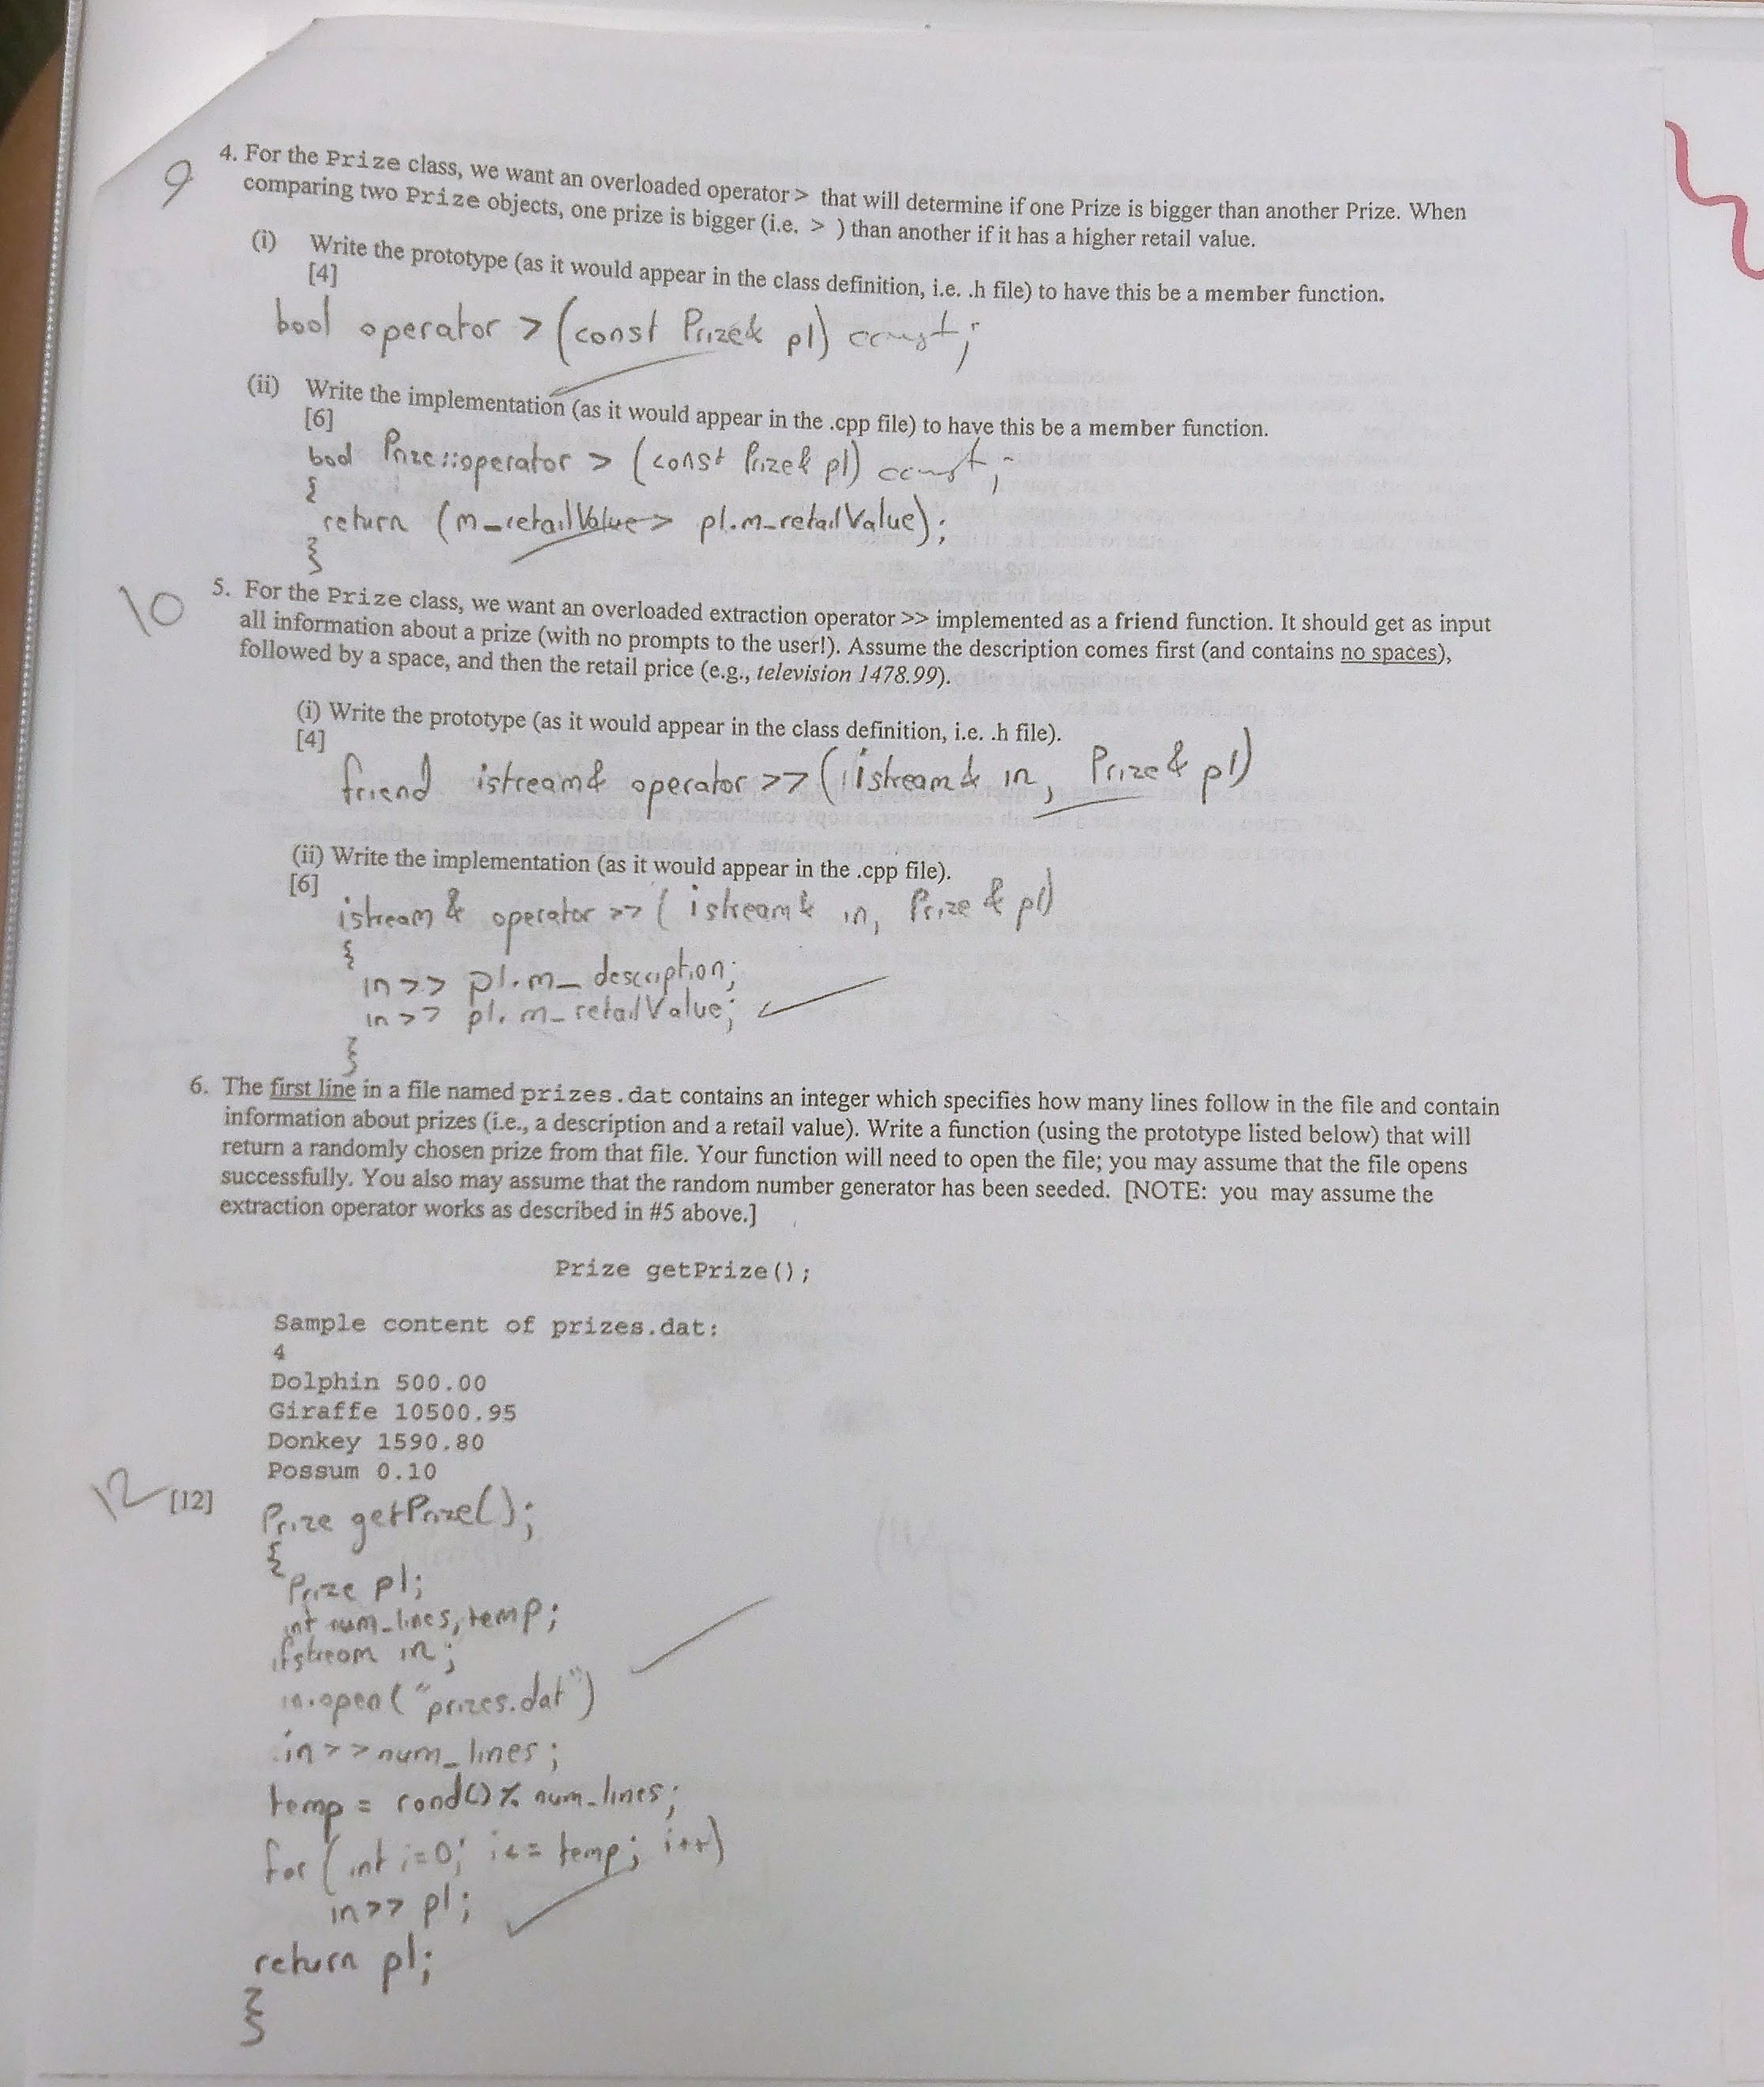 9
4. For the Prize class, we want an overloaded operator > that will determine if one Prize is bigger than another Prize. When
comparing two Prize objects, one prize is bigger (i.e. > ) than another if it has a higher retail value.
(i) Write the prototype (as it would appear in the class definition, i.e. .h file) to have this be a member function.
[4]
bool operator > (const Prize& p1) const;
(ii) Write the implementation (as it would appear in the .cpp file) to have this be a member function.
[6]
bool Prize::operator > (const Prize& p1) const;
{
return (m_retailValue > p1.m_retailValue);
}
10
5. For the Prize class, we want an overloaded extraction operator >> implemented as a friend function. It should get as input
all information about a prize (with no prompts to the user!). Assume the description comes first (and contains no spaces),
followed by a space, and then the retail price (e.g., television 1478.99).
(i) Write the prototype (as it would appear in the class definition, i.e. .h file).
[4]
friend istream& operator >> (istream& in, Prize& p1)
(ii) Write the implementation (as it would appear in the .cpp file).
[6]
istream & operator >> ( istream& in, Prize & p1)
{
in >> p1.m_description;
in >> p1.m_retailValue;
}
6. The first line in a file named prizes.dat contains an integer which specifies how many lines follow in the file and contain
information about prizes (i.e., a description and a retail value). Write a function (using the prototype listed below) that will
return a randomly chosen prize from that file. Your function will need to open the file; you may assume that the file opens
successfully. You also may assume that the random number generator has been seeded. [NOTE: you may assume the
extraction operator works as described in #5 above.]
Prize getPrize();
Sample content of prizes.dat:
4
Dolphin 500.00
Giraffe 10500.95
Donkey 1590.80
Possum 0.10
12 [12]
Prize getPrize();
{
Prize p1;
int num_lines, temp;
ifstream in;
in.open("prizes.dat")
in >> num_lines;
temp = rand() % num_lines;
for (int i=0; i<= temp; i++)
in >> p1;
return p1;
}